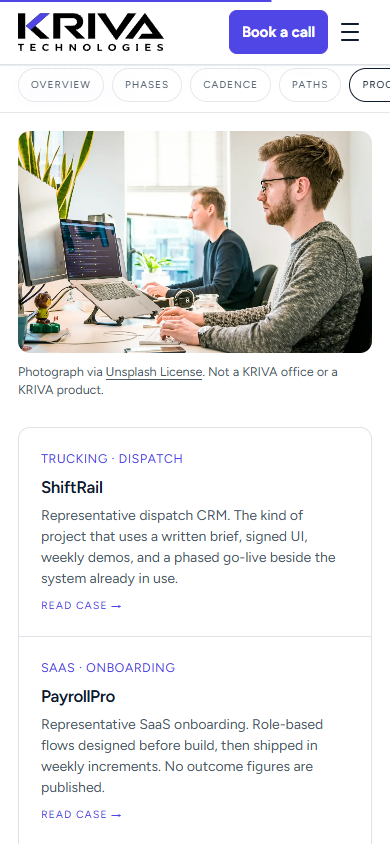 KRIVA
TECHNOLOGIES
Book a call
OVERVIEW
PHASES
CADENCE
PATHS
Photograph via Unsplash License. Not a KRIVA office or a
KRIVA product.
TRUCKING · DISPATCH
ShiftRail
Representative dispatch CRM. The kind of
project that uses a written brief, signed UI,
weekly demos, and a phased go-live beside the
system already in use.
READ CASE →
SAAS · ONBOARDING
PayrollPro
Representative SaaS onboarding. Role-based
flows designed before build, then shipped in
weekly increments. No outcome figures are
published.
READ CASE →